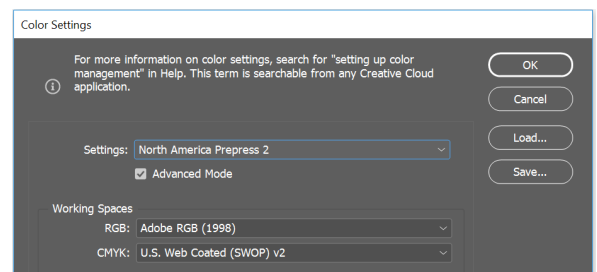 Color Settings
For more information on color settings, search for "setting up color
management" in Help. This term is searchable from any Creative Cloud
application.
OK
Cancel
Load...
Save...
Settings: North America Prepress 2
Advanced Mode
Working Spaces
RGB: Adobe RGB (1998)
CMYK: U.S. Web Coated (SWOP) v2